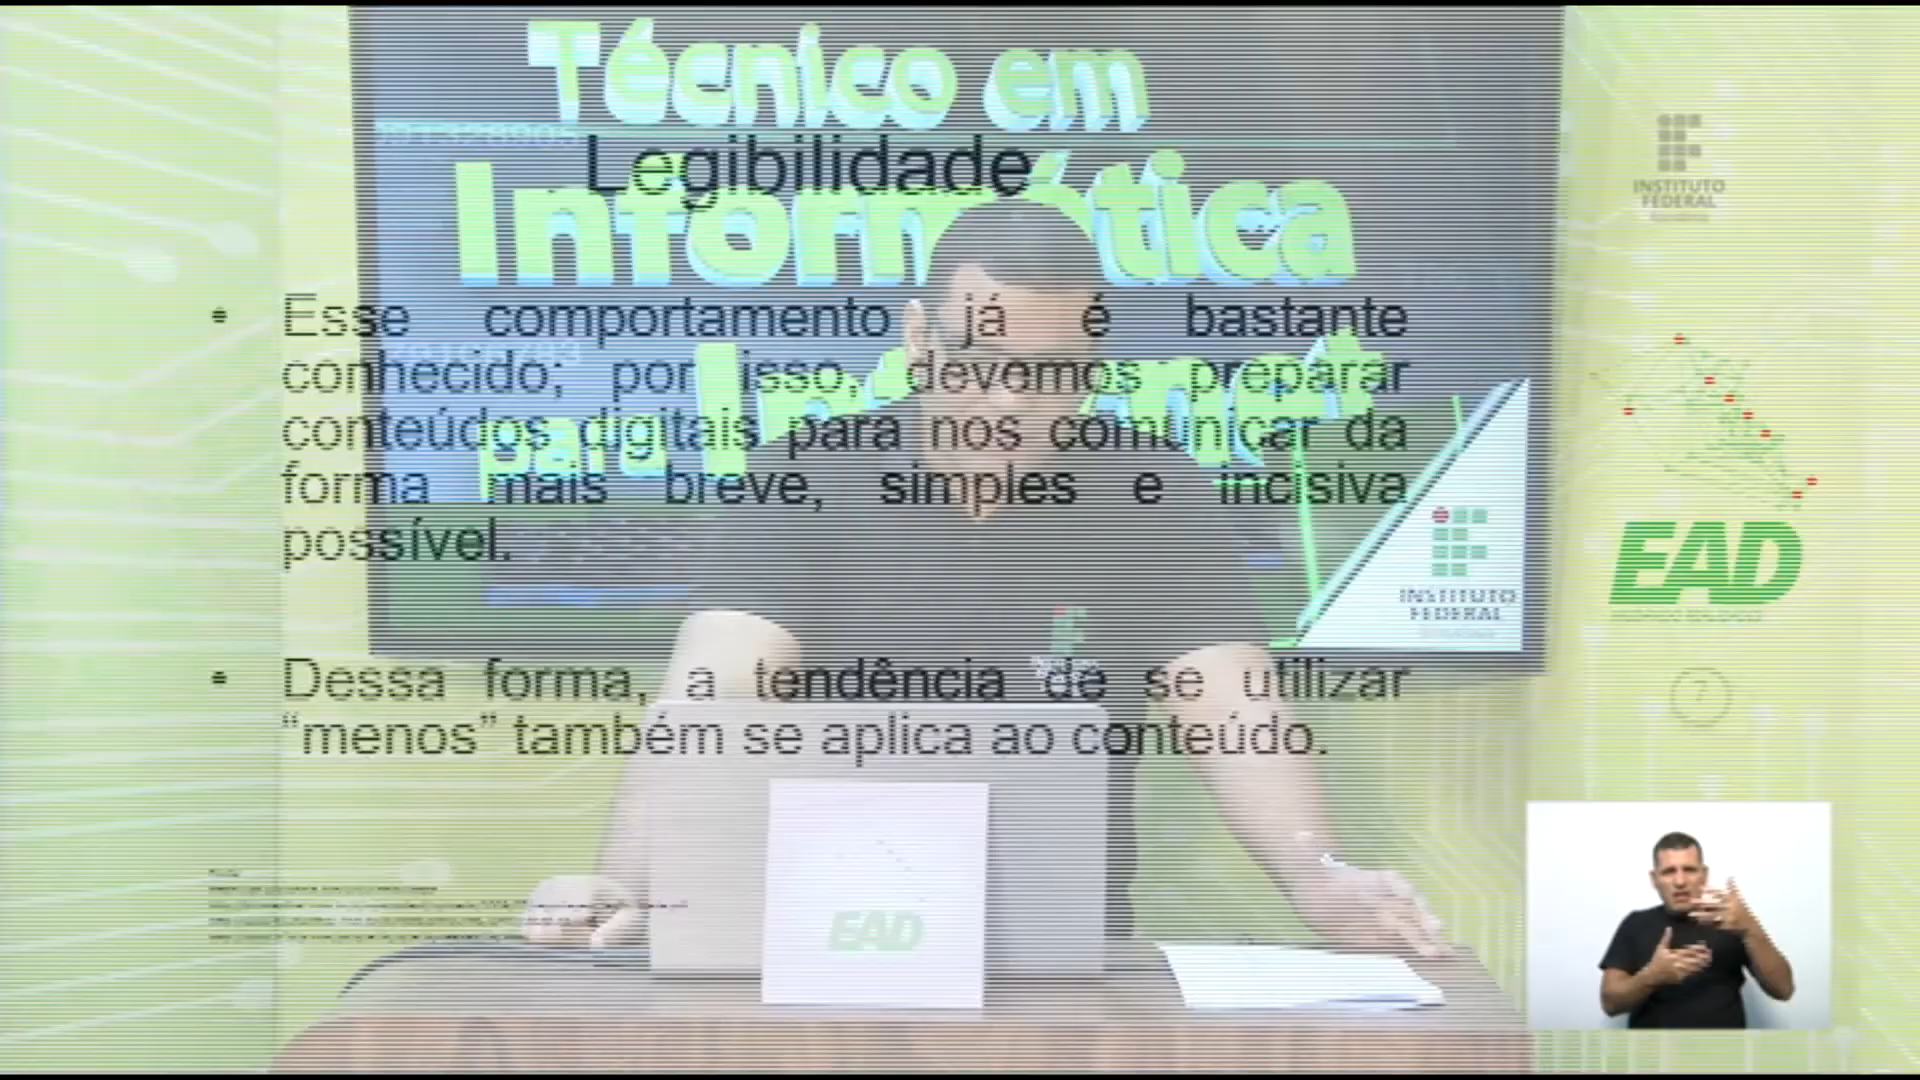 Técnico em
Legibilidade
Informática
para Internet
• Esse comportamento já é bastante
conhecido; por isso, devemos preparar
conteúdos digitais para nos comunicar da
forma mais breve, simples e incisiva
possível.
• Dessa forma, a tendência de se utilizar
“menos” também se aplica ao conteúdo.
INSTITUTO
FEDERAL
EAD
INSTITUTO
FEDERAL
EAD